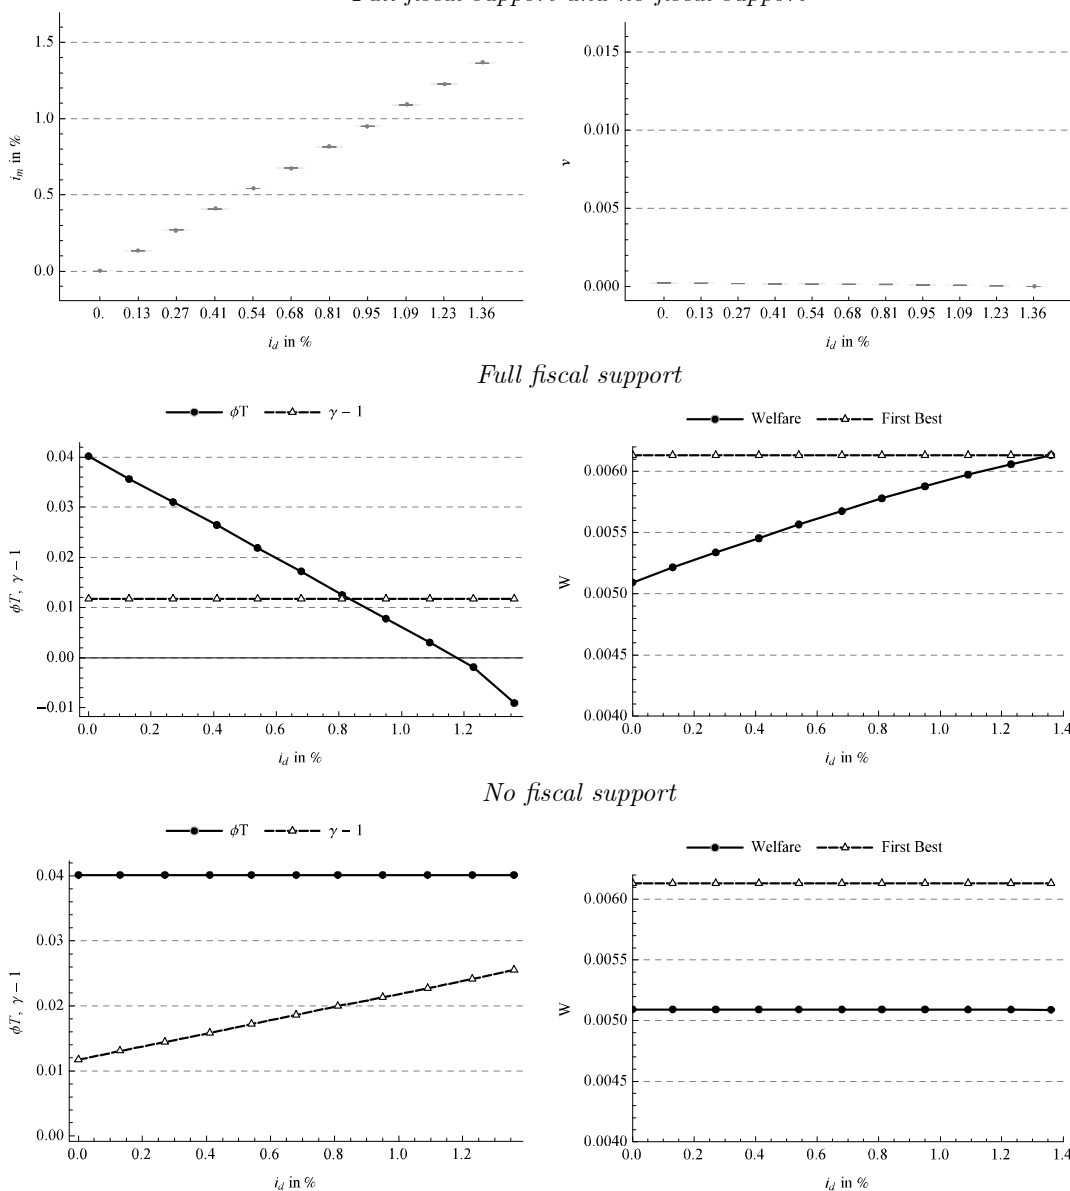 Full fiscal support and no fiscal support
1.5
1.0
0.5
0.0
i_m in %
0. 0.13 0.27 0.41 0.54 0.68 0.81 0.95 1.09 1.23 1.36
i_d in %
0.015
0.010
0.005
0.000
ν
0. 0.13 0.27 0.41 0.54 0.68 0.81 0.95 1.09 1.23 1.36
i_d in %
Full fiscal support
ϕT γ − 1
0.04
0.03
0.02
0.01
0.00
−0.01
ϕT, γ − 1
0.0 0.2 0.4 0.6 0.8 1.0 1.2
i_d in %
Welfare First Best
0.0060
0.0055
0.0050
0.0045
0.0040
W
0.0 0.2 0.4 0.6 0.8 1.0 1.2 1.4
i_d in %
No fiscal support
ϕT γ − 1
0.04
0.03
0.02
0.01
0.00
ϕT, γ − 1
0.0 0.2 0.4 0.6 0.8 1.0 1.2
i_d in %
Welfare First Best
0.0060
0.0055
0.0050
0.0045
0.0040
W
0.0 0.2 0.4 0.6 0.8 1.0 1.2 1.4
i_d in %